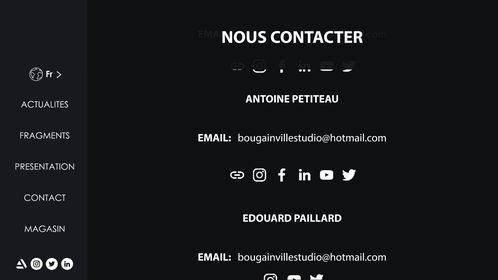 Fr >
ACTUALITES
FRAGMENTS
PRESENTATION
CONTACT
MAGASIN
NOUS CONTACTER
ANTOINE PETITEAU
EMAIL: bougainvillestudio@hotmail.com
EDOUARD PAILLARD
EMAIL: bougainvillestudio@hotmail.com